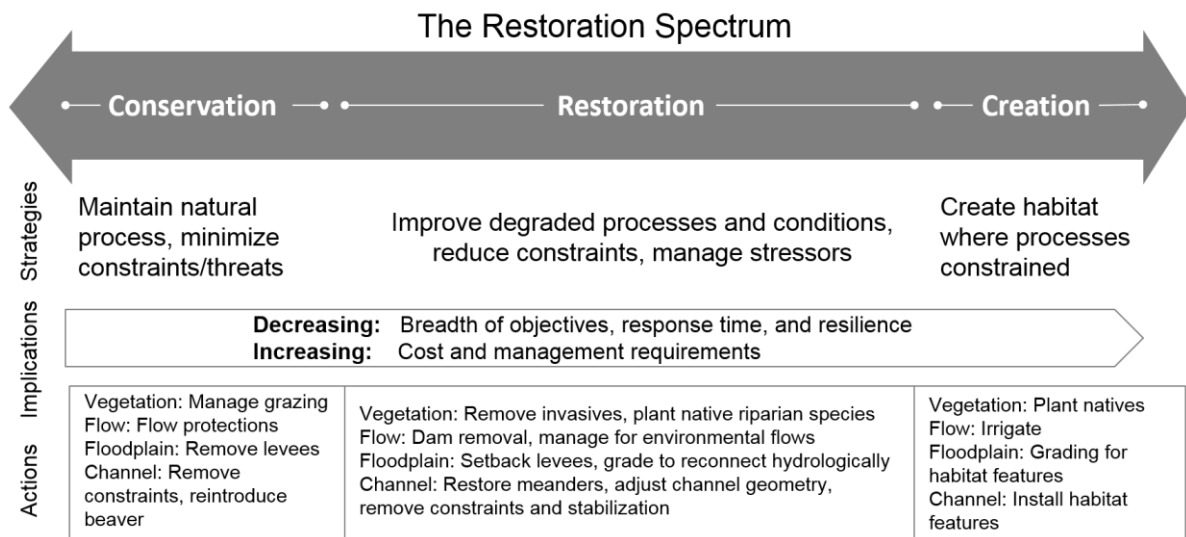 The Restoration Spectrum
Conservation
Restoration
Creation
Strategies
Maintain natural
process, minimize
constraints/threats
Improve degraded processes and conditions,
reduce constraints, manage stressors
Create habitat
where processes
constrained
Implications
Decreasing: Breadth of objectives, response time, and resilience
Increasing: Cost and management requirements
Actions
Vegetation: Manage grazing
Flow: Flow protections
Floodplain: Remove levees
Channel: Remove
constraints, reintroduce
beaver
Vegetation: Remove invasives, plant native riparian species
Flow: Dam removal, manage for environmental flows
Floodplain: Setback levees, grade to reconnect hydrologically
Channel: Restore meanders, adjust channel geometry,
remove constraints and stabilization
Vegetation: Plant natives
Flow: Irrigate
Floodplain: Grading for
habitat features
Channel: Install habitat
features